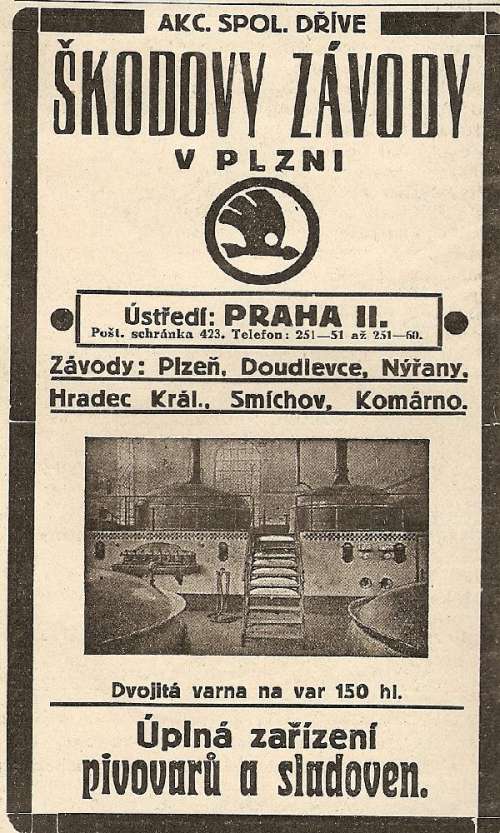 AKC. SPOL. DŘÍVE
ŠKODOVY ZÁVODY
V PLZNI
Ústředí: PRAHA II.
Pošt. schránka 423. Telefon: 251—51 až 251—60.
Závody: Plzeň, Doudlevce, Nýřany,
Hradec Král., Smíchov, Komárno.
Dvojitá varna na var 150 hl.
Úplná zařízení
pivovarů a sladoven.